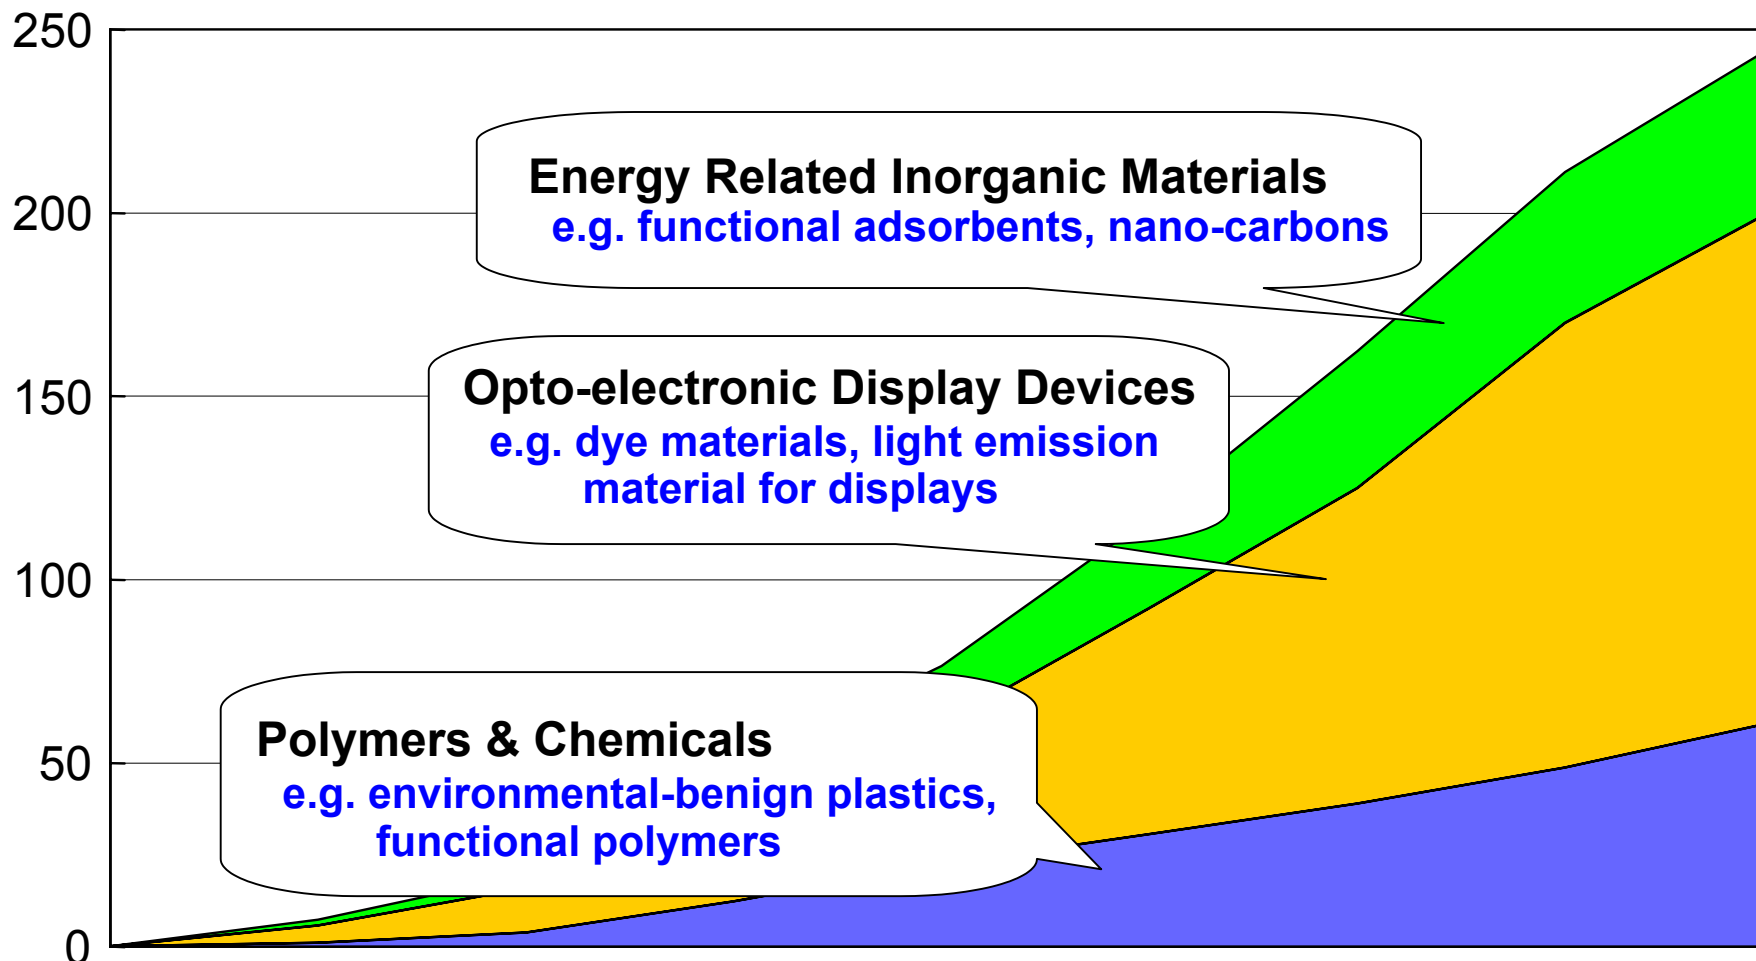 250
Energy Related Inorganic Materials
200
e.g. functional adsorbents, nano-carbons
150
Opto-electronic Display Devices
e.g. dye materials, light emission
material for displays
100
Polymers & Chemicals
50
e.g. environmental-benign plastics,
functional polymers
0